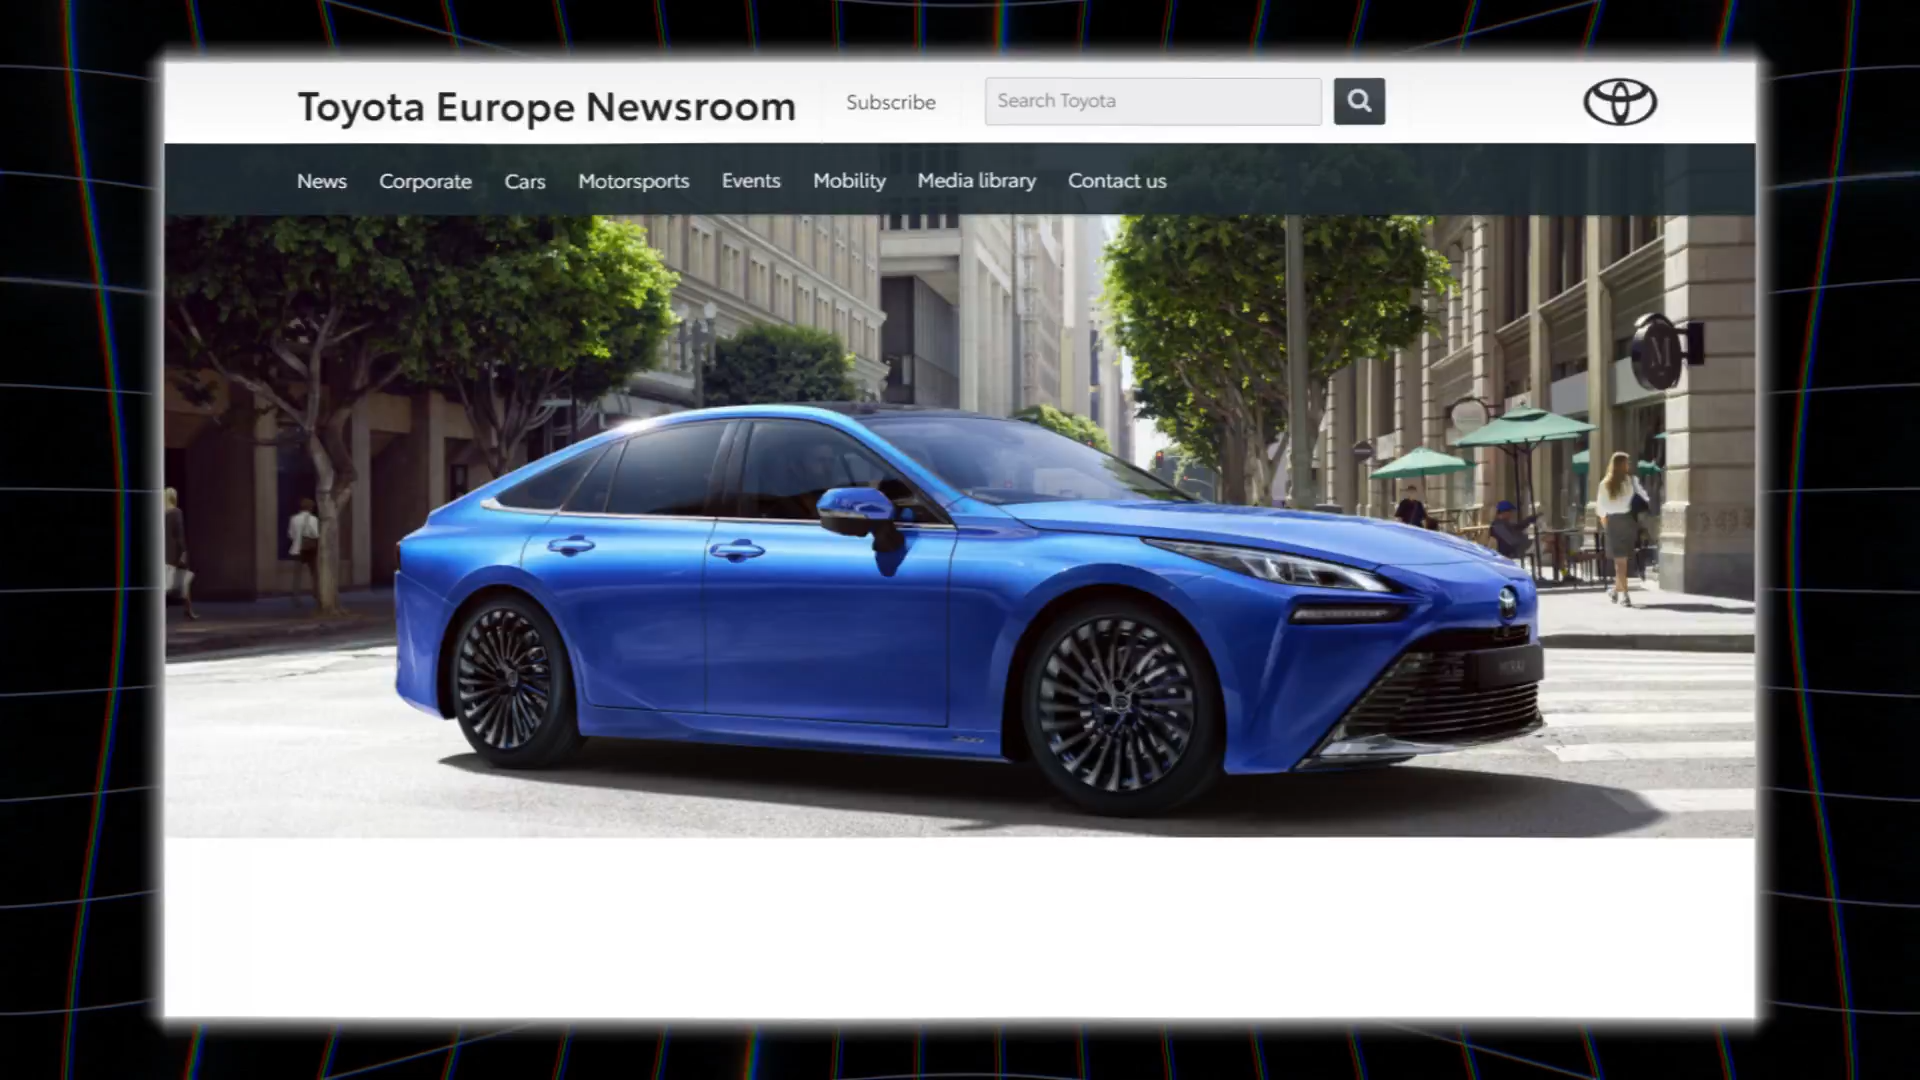 Toyota Europe Newsroom
Subscribe
Search Toyota
News Corporate Cars Motorsports Events Mobility Media library Contact us
M